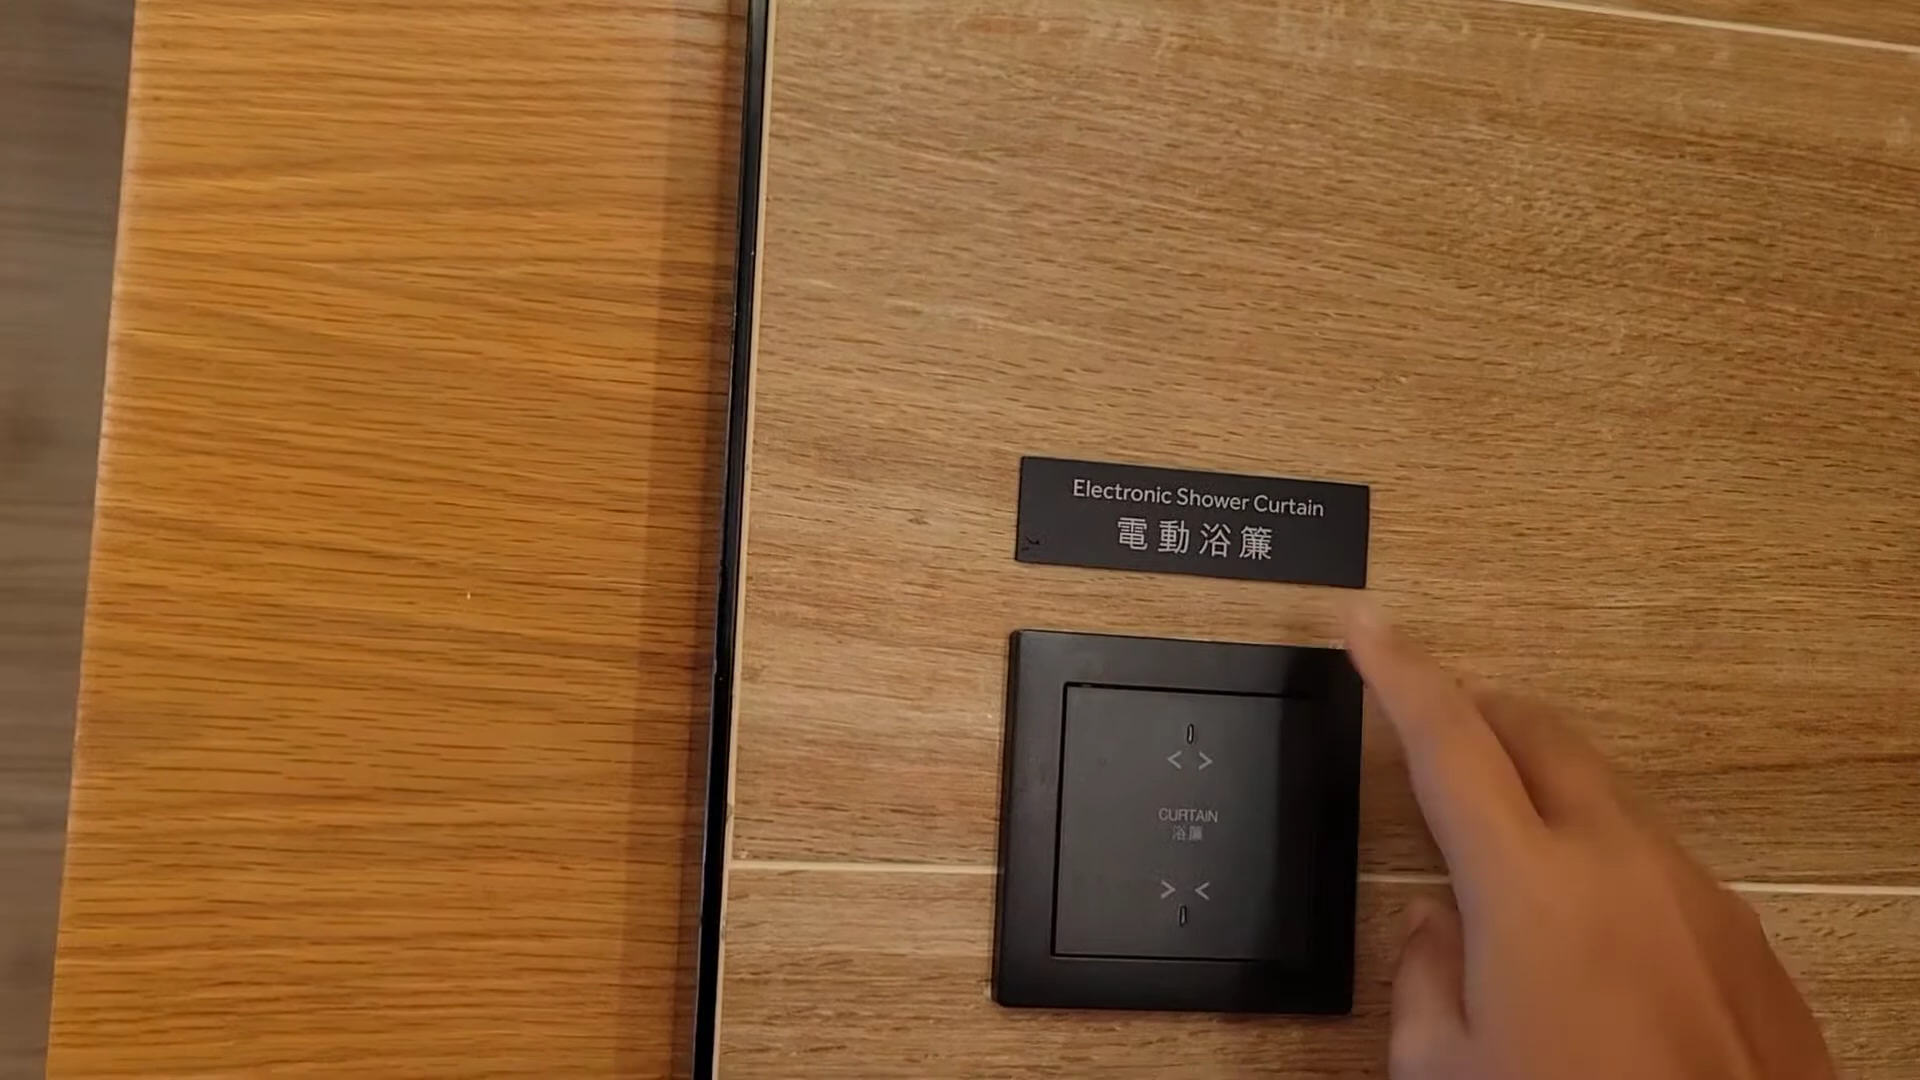 Electronic Shower Curtain
電動浴簾
< >
CURTAIN
浴簾
> <